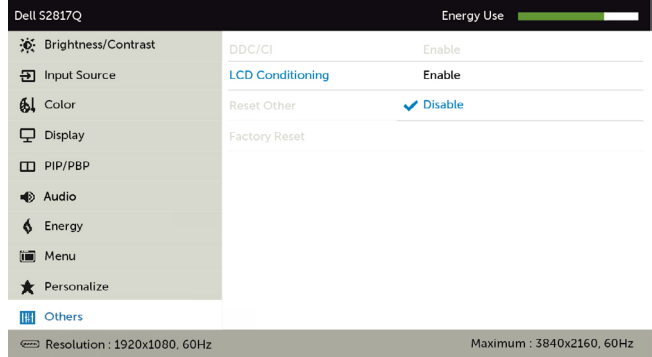 Dell S2817Q Energy Use
Brightness/Contrast DDC/CI Enable
Input Source LCD Conditioning Enable
Color Reset Other Disable
Display Factory Reset
PIP/PBP
Audio
Energy
Menu
Personalize
Others
Resolution : 1920x1080, 60Hz Maximum : 3840x2160, 60Hz